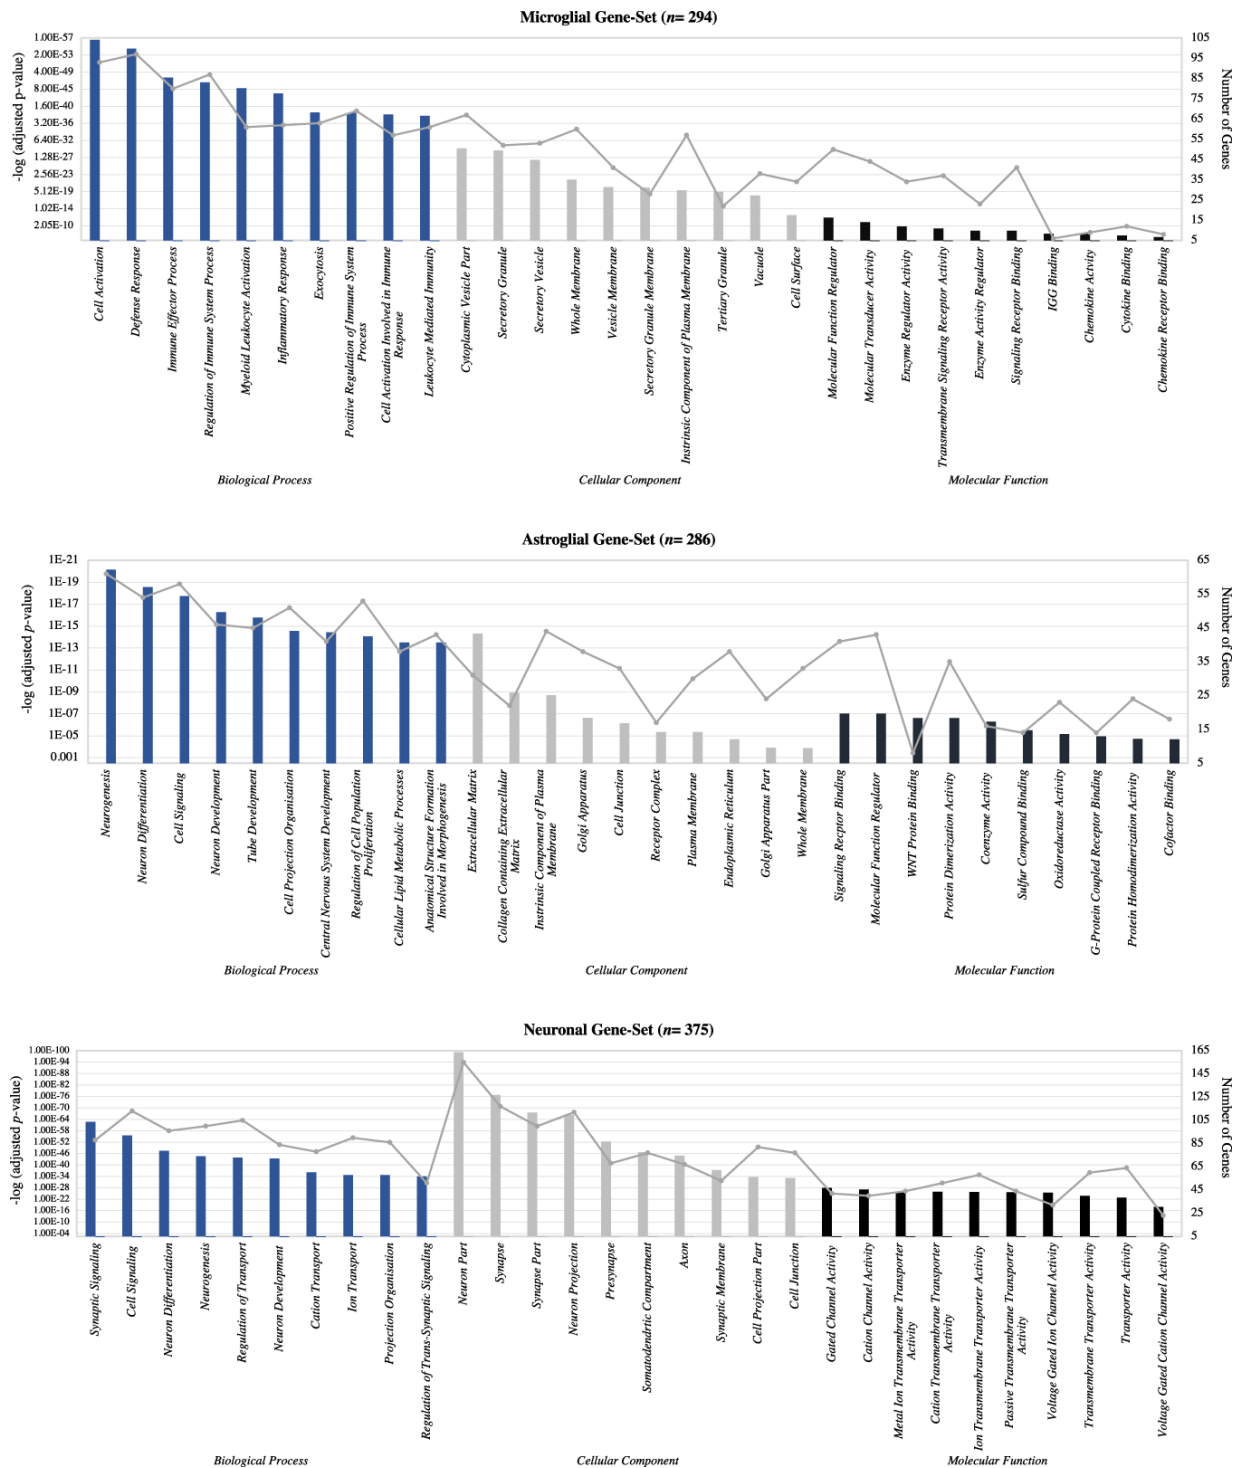 Microglial Gene-Set (n= 294)
-log (adjusted p-value)
1.00E-57
2.00E-53
4.00E-49
8.00E-45
1.60E-40
3.20E-36
6.40E-32
1.28E-27
2.56E-23
5.12E-19
1.02E-14
2.05E-10
105
95
85
75
65
55
45
35
25
15
5
Number of Genes
Cell Activation
Defense Response
Immune Effector Process
Regulation of Immune System Process
Myeloid Leukocyte Activation
Inflammatory Response
Exocytosis
Positive Regulation of Immune System
Process
Cell Activation Involved in Immune
Response
Leukocyte Mediated Immunity
Cytoplasmic Vesicle Part
Secretory Granule
Secretory Vesicle
Whole Membrane
Vesicle Membrane
Secretory Granule Membrane
Instrinsic Component of Plasma Membrane
Tertiary Granule
Vacuole
Cell Surface
Molecular Function Regulator
Molecular Transducer Activity
Enzyme Regulator Activity
Transmembrane Signaling Receptor Activity
Enzyme Activity Regulator
Signaling Receptor Binding
IGG Binding
Chemokine Activity
Cytokine Binding
Chemokine Receptor Binding
Biological Process
Cellular Component
Molecular Function
Astroglial Gene-Set (n= 286)
-log (adjusted p-value)
1E-21
1E-19
1E-17
1E-15
1E-13
1E-11
1E-09
1E-07
1E-05
0.001
65
55
45
35
25
15
5
Number of Genes
Neurogenesis
Neuron Differentiation
Cell Signaling
Neuron Development
Tube Development
Cell Projection Organisation
Central Nervous System Development
Regulation of Cell Population
Proliferation
Cellular Lipid Metabolic Processes
Anatomical Structure Formation
Involved in Morphogenesis
Extracellular Matrix
Collagen Containing Extracellular
Matrix
Instrinsic Component of Plasma
Membrane
Golgi Apparatus
Cell Junction
Receptor Complex
Plasma Membrane
Endoplasmic Reticulum
Golgi Apparatus Part
Whole Membrane
Signaling Recptor Binding
Molecular Function Regulator
WNT Protein Binding
Protein Dimerization Activity
Coenzyme Activity
Sulfur Compound Binding
Oxidoreductase Activity
G-Protein Coupled Receptor Binding
Protein Homodimerization Activity
Cofactor Binding
Biological Process
Cellular Component
Molecular Function
Neuronal Gene-Set (n= 375)
-log (adjusted p-value)
1.00E-100
1.00E-94
1.00E-88
1.00E-82
1.00E-76
1.00E-70
1.00E-64
1.00E-58
1.00E-52
1.00E-46
1.00E-40
1.00E-34
1.00E-28
1.00E-22
1.00E-16
1.00E-10
1.00E-04
165
145
125
105
85
65
45
25
5
Number of Genes
Synaptic Signaling
Cell Signaling
Neuron Differentiation
Neurogenesis
Regulation of Transport
Neuron Development
Cation Transport
Ion Transport
Projection Organisation
Regulation of Trans-Synaptic Signaling
Neuron Part
Synapse
Synapse Part
Neuron Projection
Presynapse
Somatodendrtic Compartment
Axon
Synaptic Membrane
Cell Projection Part
Cell Junction
Gated Channel Activity
Cation Channel Activity
Metal Ion Transmembrane Transporter
Activity
Cation Transmembrane Transporter
Activity
Ion Transmembrane Transporter Activity
Passive Transmembrane Transporter
Activity
Voltage Gated Ion Channel Activity
Transmembrane Transporter Activity
Transporter Activity
Voltage Gated Cation Channel Activity
Biological Process
Cellular Component
Molecular Function